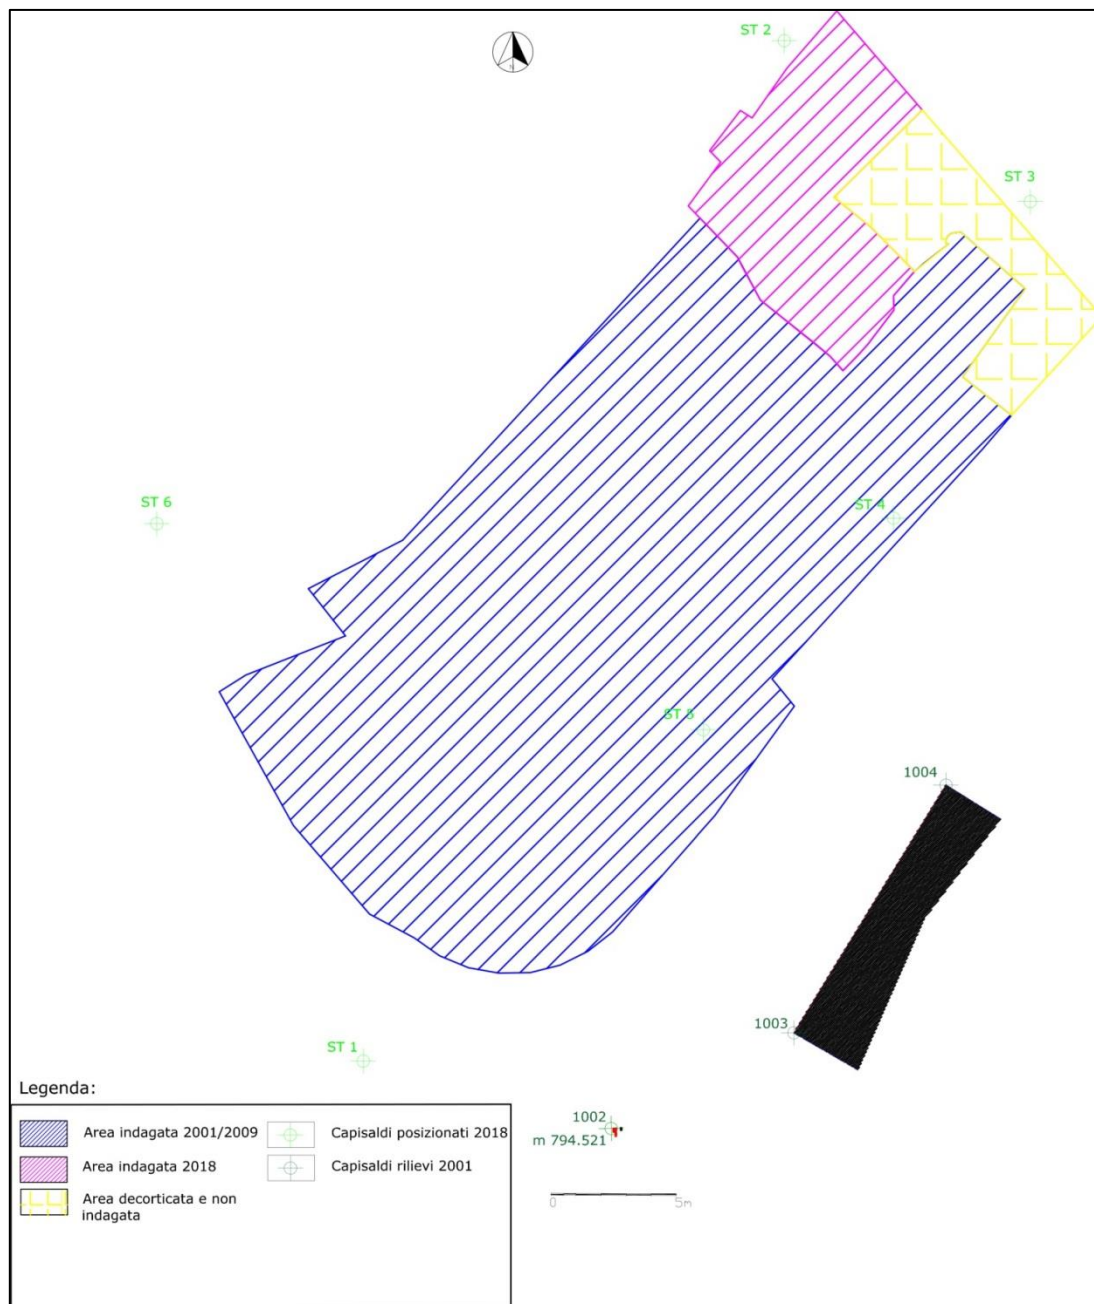 ST 2
N
ST 3
ST 6
ST 4
ST 5
1004
1003
ST 1
Legenda:
1002
m 794.521
Area indagata 2001/2009
Capisaldi posizionati 2018
Area indagata 2018
Capisaldi rilievi 2001
Area decorticata e non
indagata
0
5m